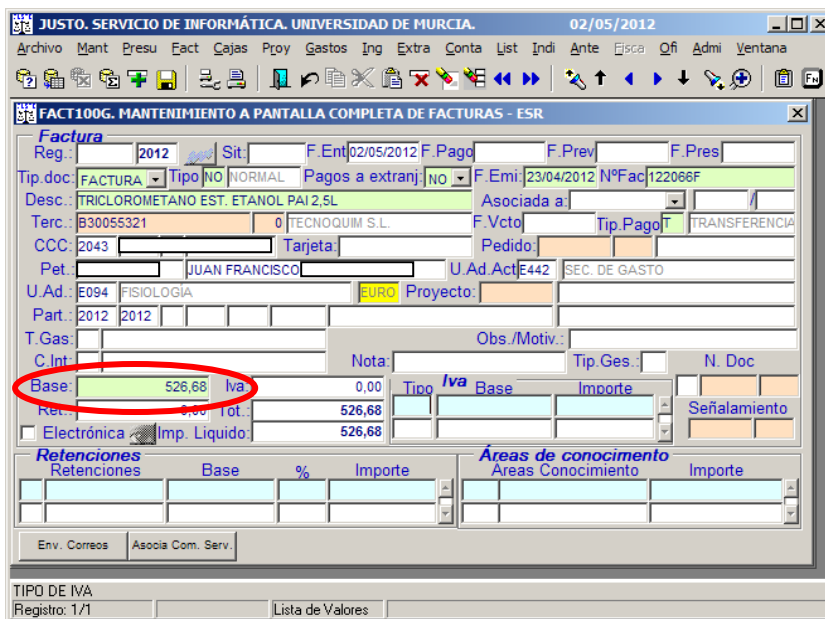 JUSTO. SERVICIO DE INFORMÁTICA. UNIVERSIDAD DE MURCIA. 02/05/2012
Archivo Mant Presu Fact Cajas Proy Gastos Ing Extra Conta List Indi Ante Fisca Ofi Admi Ventana
FACT100G. MANTENIMIENTO A PANTALLA COMPLETA DE FACTURAS - ESR
Factura
Reg.: 2012 Sit: F.Ent 02/05/2012 F.Pago F.Prev F.Pres
Tip.doc: FACTURA Tipo NO NORMAL Pagos a extranj: NO F.Emi: 23/04/2012 NºFac 122066F
Desc.: TRICLOROMETANO EST. ETANOL PAI 2,5L Asociada a: /
Terc.: B30055321 0 TECNOQUIM S.L. F.Vcto Tip.Pago T TRANSFERENCIA
CCC: 2043 Tarjeta: Pedido:
Pet.: JUAN FRANCISCO U.Ad.Act E442 SEC. DE GASTO
U.Ad.: E094 FISIOLOGÍA EURO Proyecto:
Part.: 2012 2012
T.Gas: Obs./Motiv.:
C.Int: Nota: Tip.Ges.: N. Doc
Base: 526,68 Iva: 0,00 Tipo Iva Base Importe
Ret.: 0,00 Tot.: 526,68 Señalamiento
Electrónica Imp. Liquido: 526,68
Retenciones Áreas de conocimiento
Retenciones Base % Importe Áreas Conocimiento Importe
Env. Correos Asocia Com. Serv.
TIPO DE IVA
Registro: 1/1 Lista de Valores